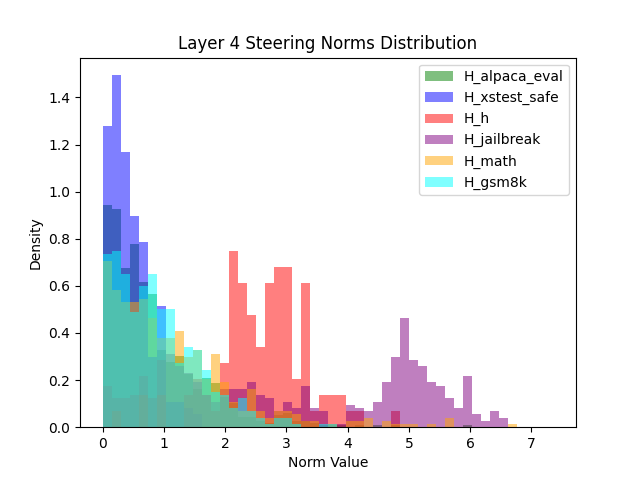 Layer 4 Steering Norms Distribution
H_alpaca_eval
H_xstest_safe
H_h
H_jailbreak
H_math
H_gsm8k
1.4
1.2
1.0
0.8
0.6
0.4
0.2
0.0
Density
0 1 2 3 4 5 6 7
Norm Value